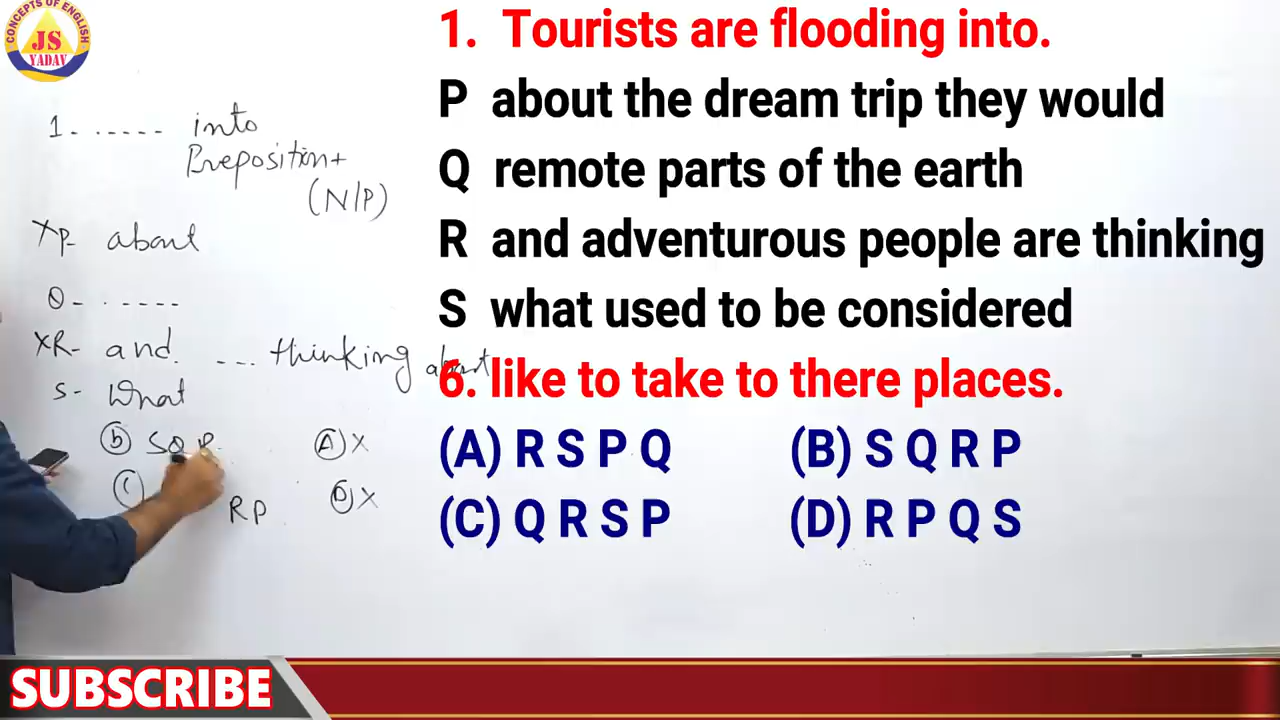 CONCEPTS OF ENGLISH
JS
YADAV
1. Tourists are flooding into.
P about the dream trip they would
Q remote parts of the earth
R and adventurous people are thinking
S what used to be considered
6. like to take to there places.
(A) R S P Q (B) S Q R P
(C) Q R S P (D) R P Q S
1 - . ----- into
Preposition+
(N/P)
XP- about
Q - . -----
XR- and. --- thinking about
S- What
(b) S Q R (A) X
(C) RP (D) X
SUBSCRIBE